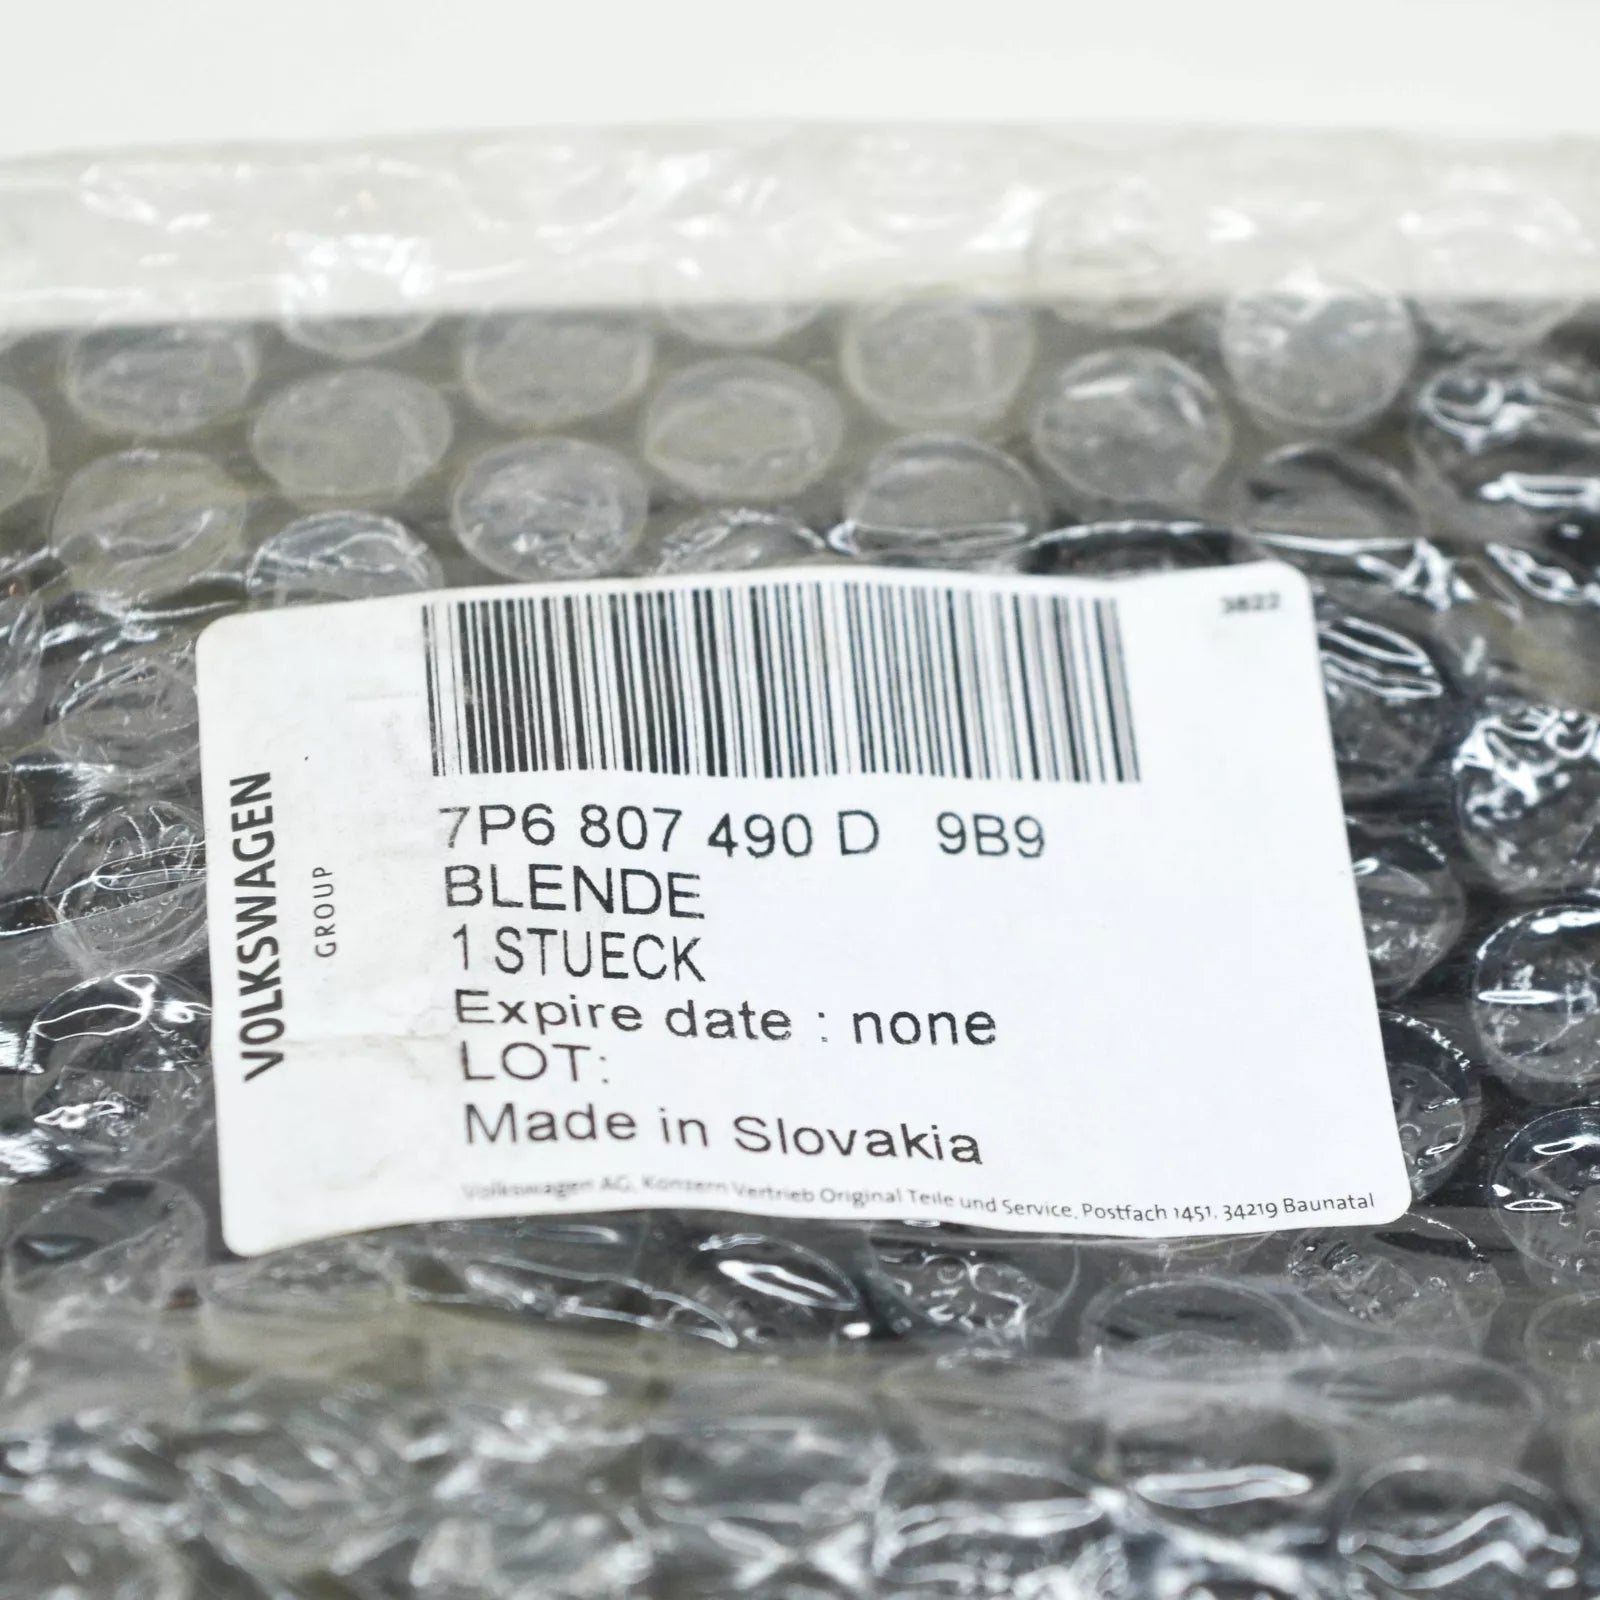 3822
7P6 807 490 D 9B9
BLENDE
1 STUECK
Expire date : none
LOT:
Made in Slovakia
Volkswagen AG, Konzern Vertrieb Original Teile und Service, Postfach 1451. 34219 Baunatal
VOLKSWAGEN
GROUP